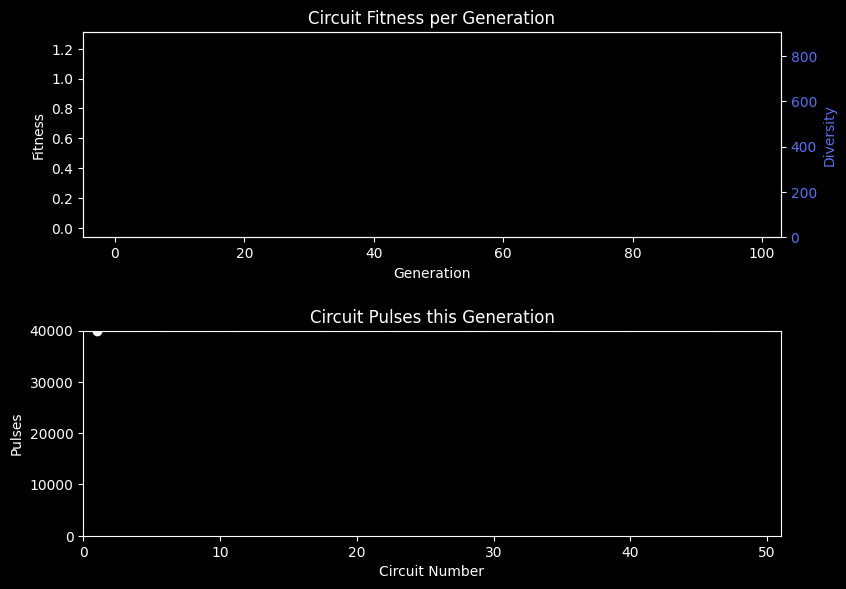 Circuit Fitness per Generation
1.2
1.0
0.8
0.6
0.4
0.2
0.0
Fitness
800
600
400
200
0
Diversity
0 20 40 60 80 100
Generation
Circuit Pulses this Generation
40000
30000
20000
10000
0
Pulses
0 10 20 30 40 50
Circuit Number